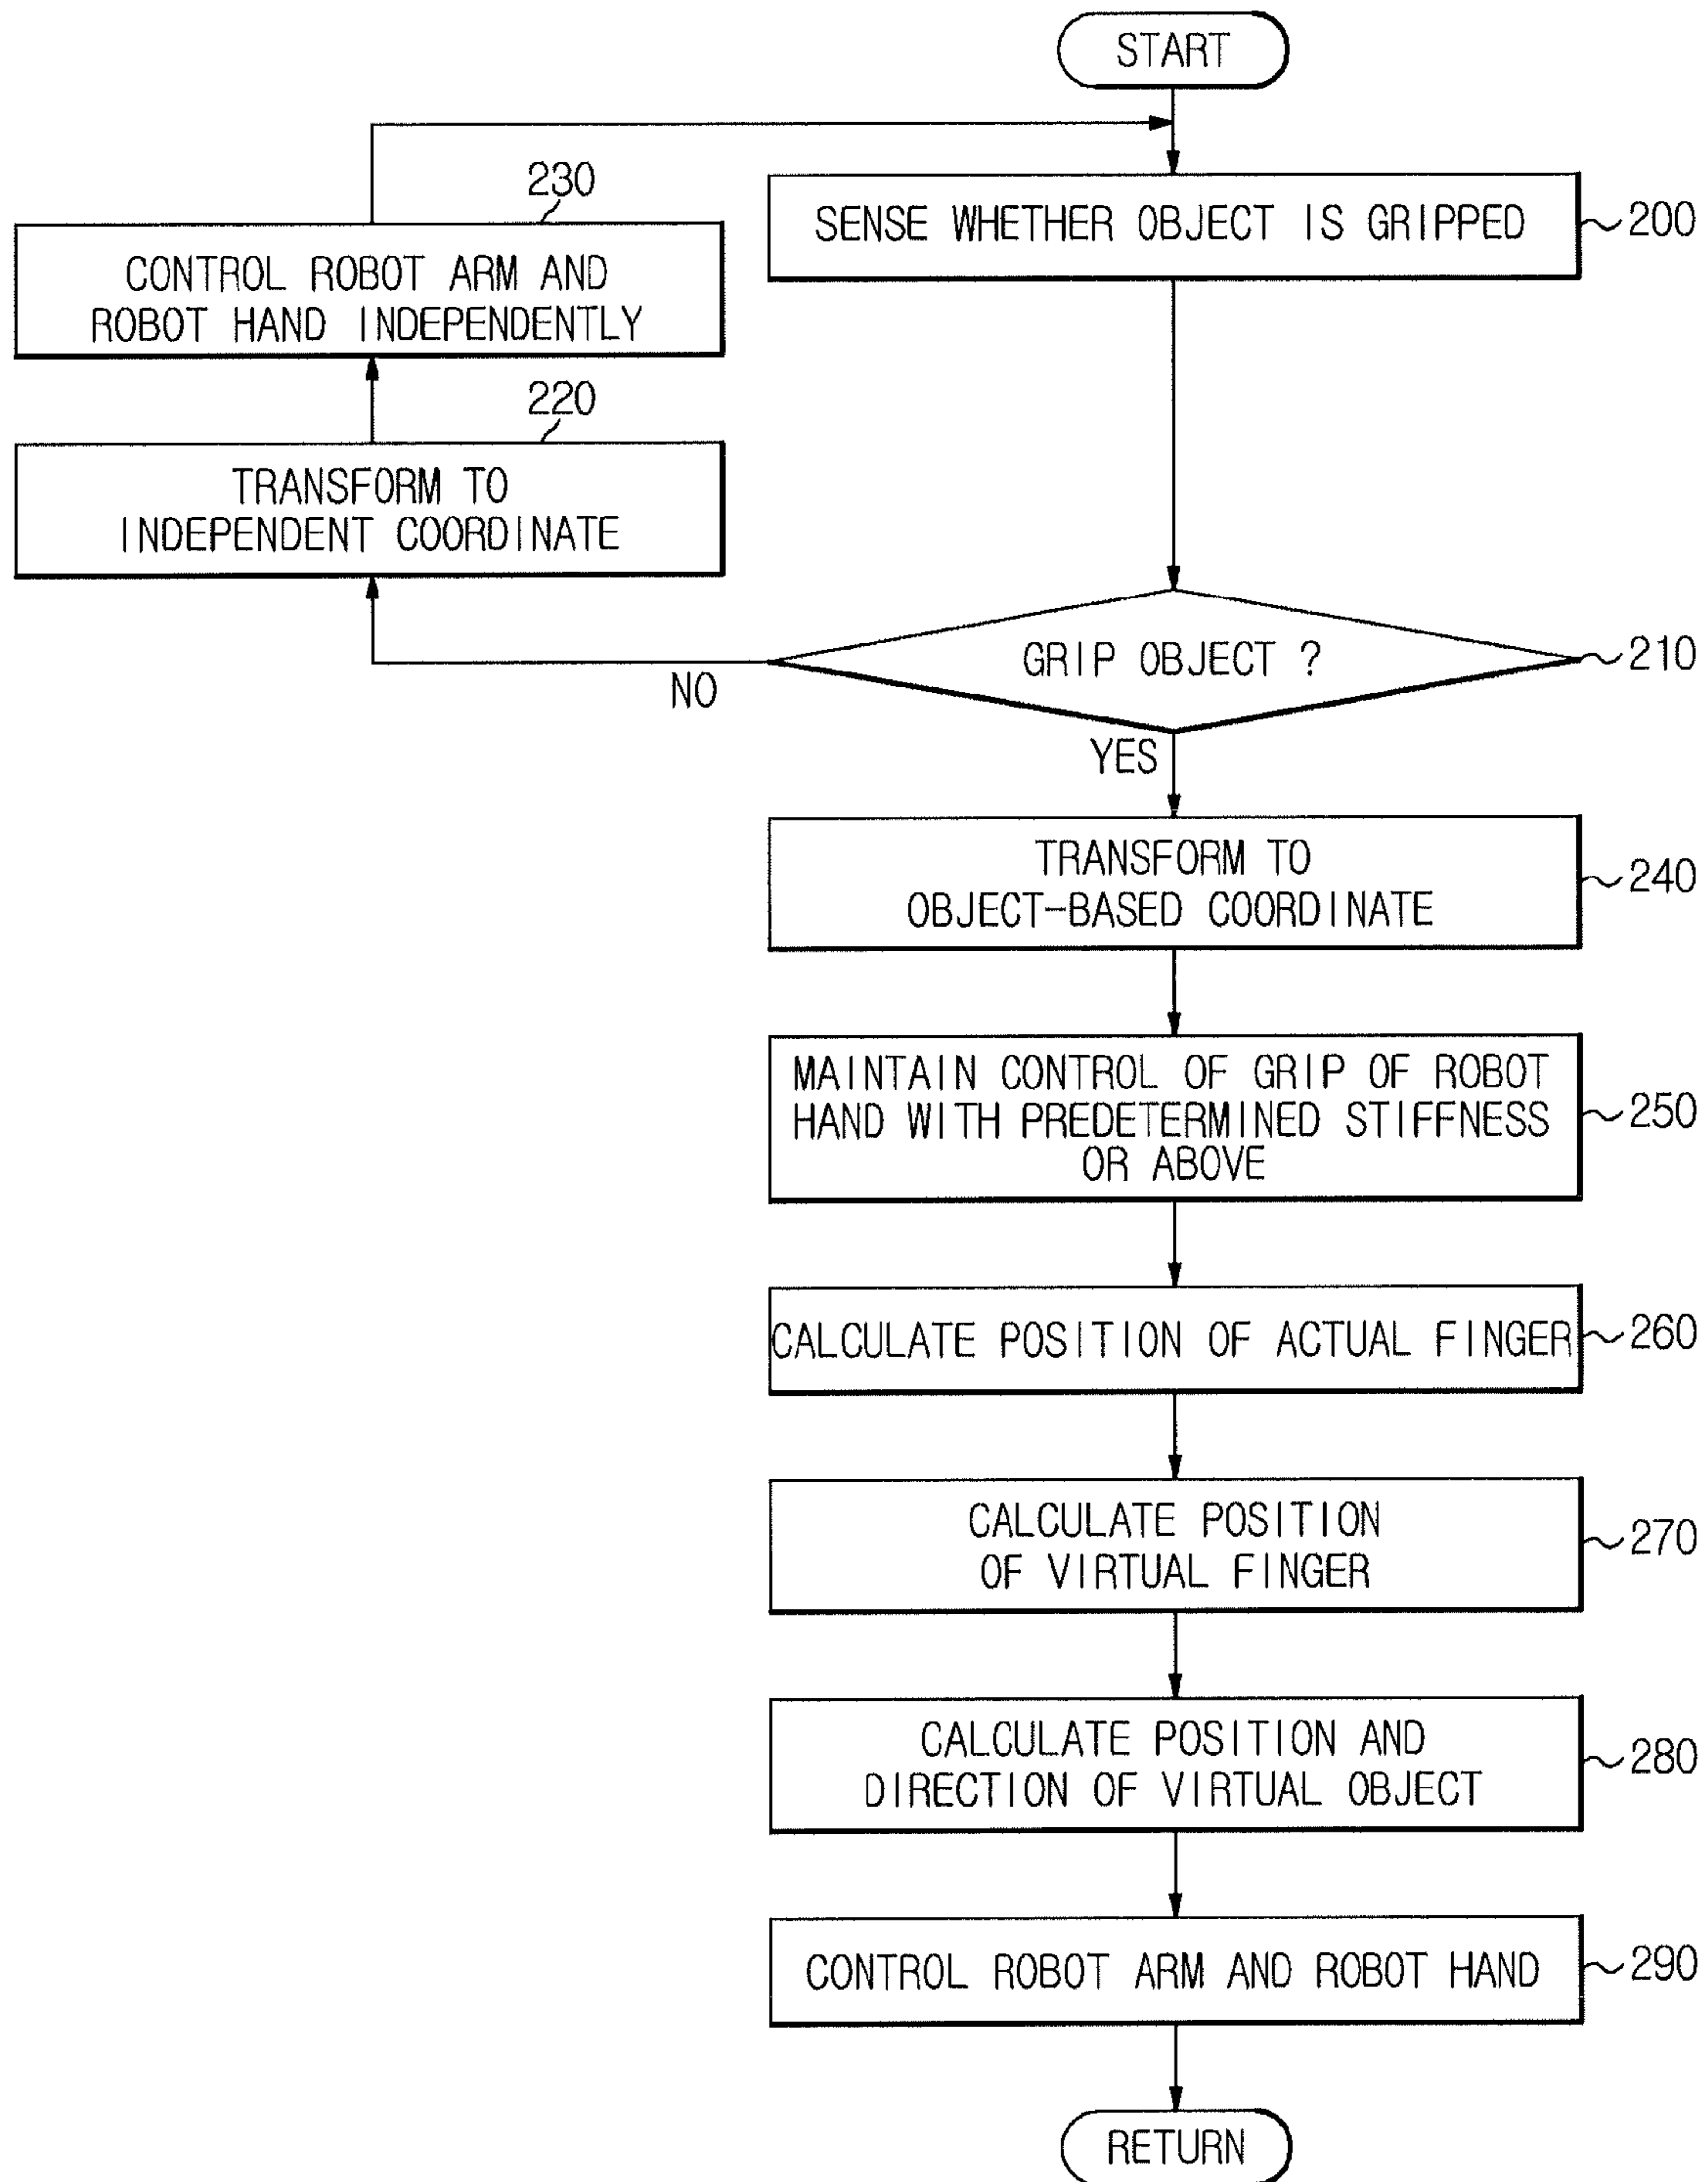 START
230
SENSE WHETHER OBJECT IS GRIPPED
200
CONTROL ROBOT ARM AND
ROBOT HAND INDEPENDENTLY
220
TRANSFORM TO
INDEPENDENT COORDINATE
GRIP OBJECT ?
210
NO
YES
TRANSFORM TO
OBJECT-BASED COORDINATE
240
MAINTAIN CONTROL OF GRIP OF ROBOT
HAND WITH PREDETERMINED STIFFNESS
OR ABOVE
250
CALCULATE POSITION OF ACTUAL FINGER
260
CALCULATE POSITION
OF VIRTUAL FINGER
270
CALCULATE POSITION AND
DIRECTION OF VIRTUAL OBJECT
280
CONTROL ROBOT ARM AND ROBOT HAND
290
RETURN